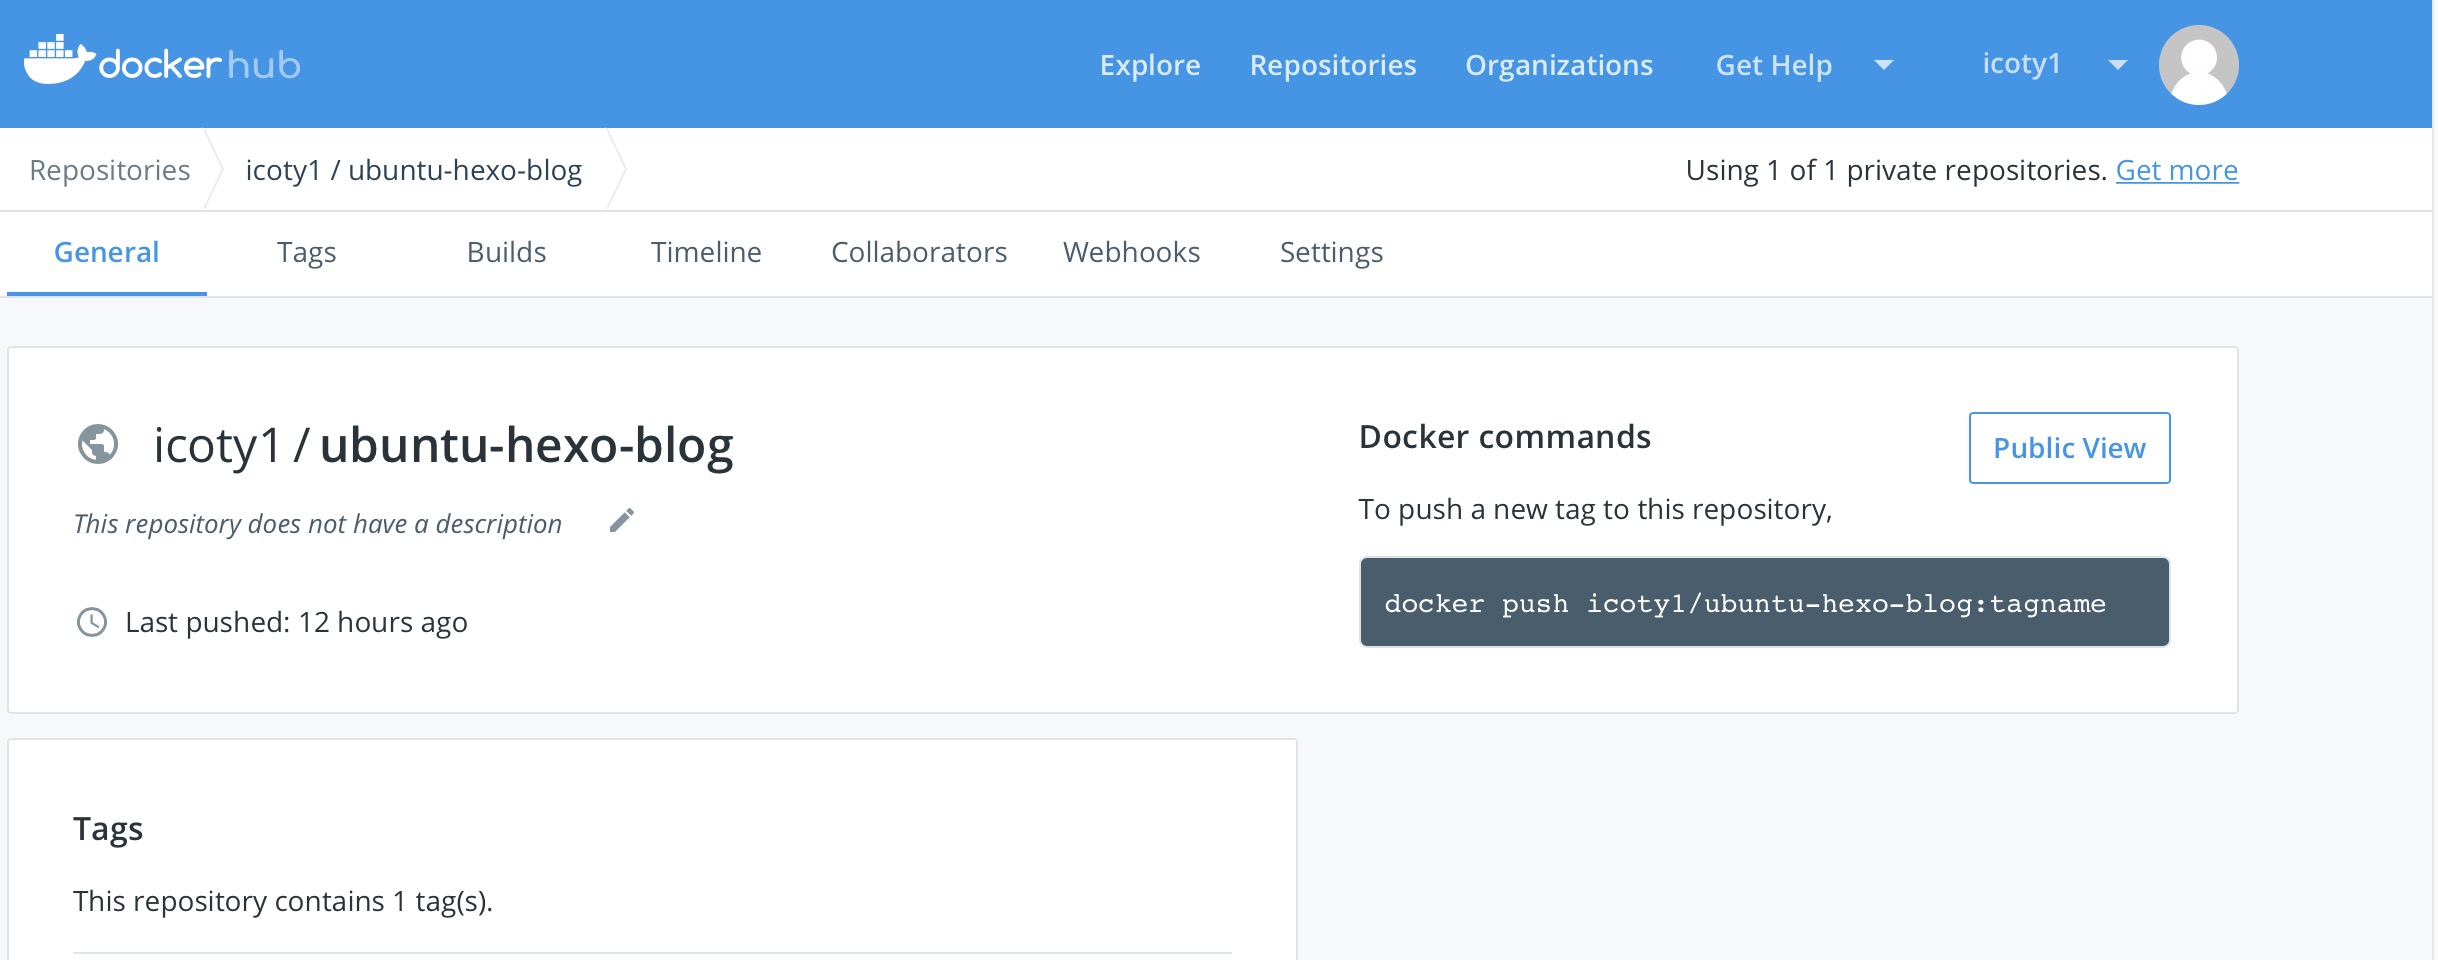 docker hub
Explore Repositories Organizations Get Help icoty1
Repositories icoty1 / ubuntu-hexo-blog Using 1 of 1 private repositories. Get more
General Tags Builds Timeline Collaborators Webhooks Settings
icoty1 / ubuntu-hexo-blog
This repository does not have a description
Last pushed: 12 hours ago
Docker commands
Public View
To push a new tag to this repository,
docker push icoty1/ubuntu-hexo-blog:tagname
Tags
This repository contains 1 tag(s).